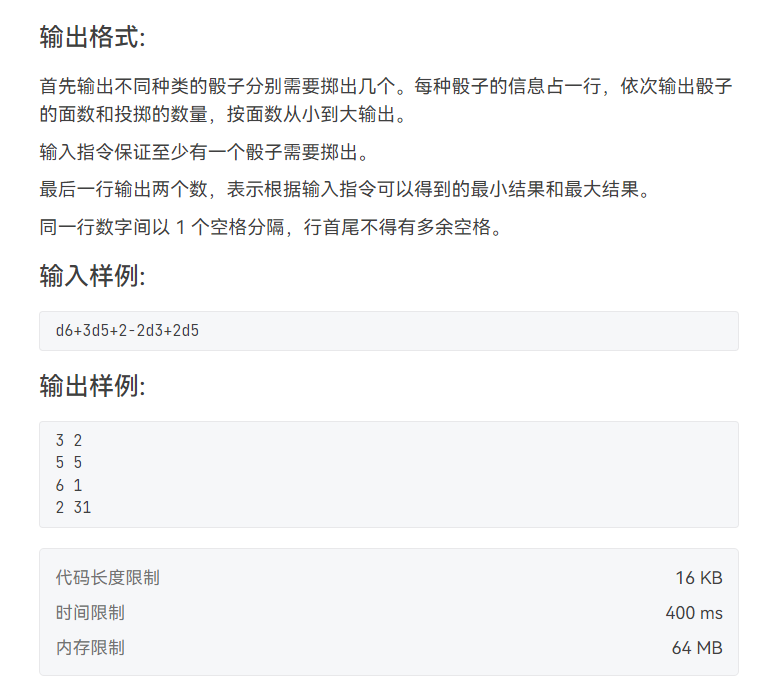 输出格式:
首先输出不同种类的骰子分别需要掷出几个。每种骰子的信息占一行，依次输出骰子
的面数和投掷的数量，按面数从小到大输出。
输入指令保证至少有一个骰子需要掷出。
最后一行输出两个数，表示根据输入指令可以得到的最小结果和最大结果。
同一行数字间以 1 个空格分隔，行首尾不得有多余空格。
输入样例:
d6+3d5+2-2d3+2d5
输出样例:
3 2
5 5
6 1
2 31
代码长度限制 16 KB
时间限制 400 ms
内存限制 64 MB